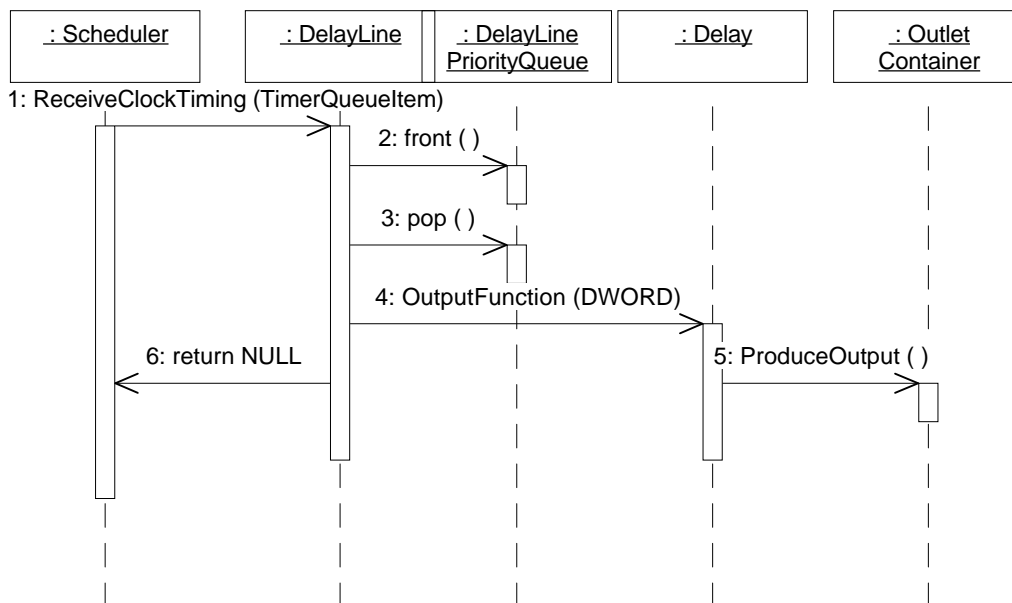 : Scheduler
: DelayLine
: DelayLine
PriorityQueue
: Delay
: Outlet
Container
1: ReceiveClockTiming (TimerQueueItem)
2: front ( )
3: pop ( )
4: OutputFunction (DWORD)
6: return NULL
5: ProduceOutput ( )